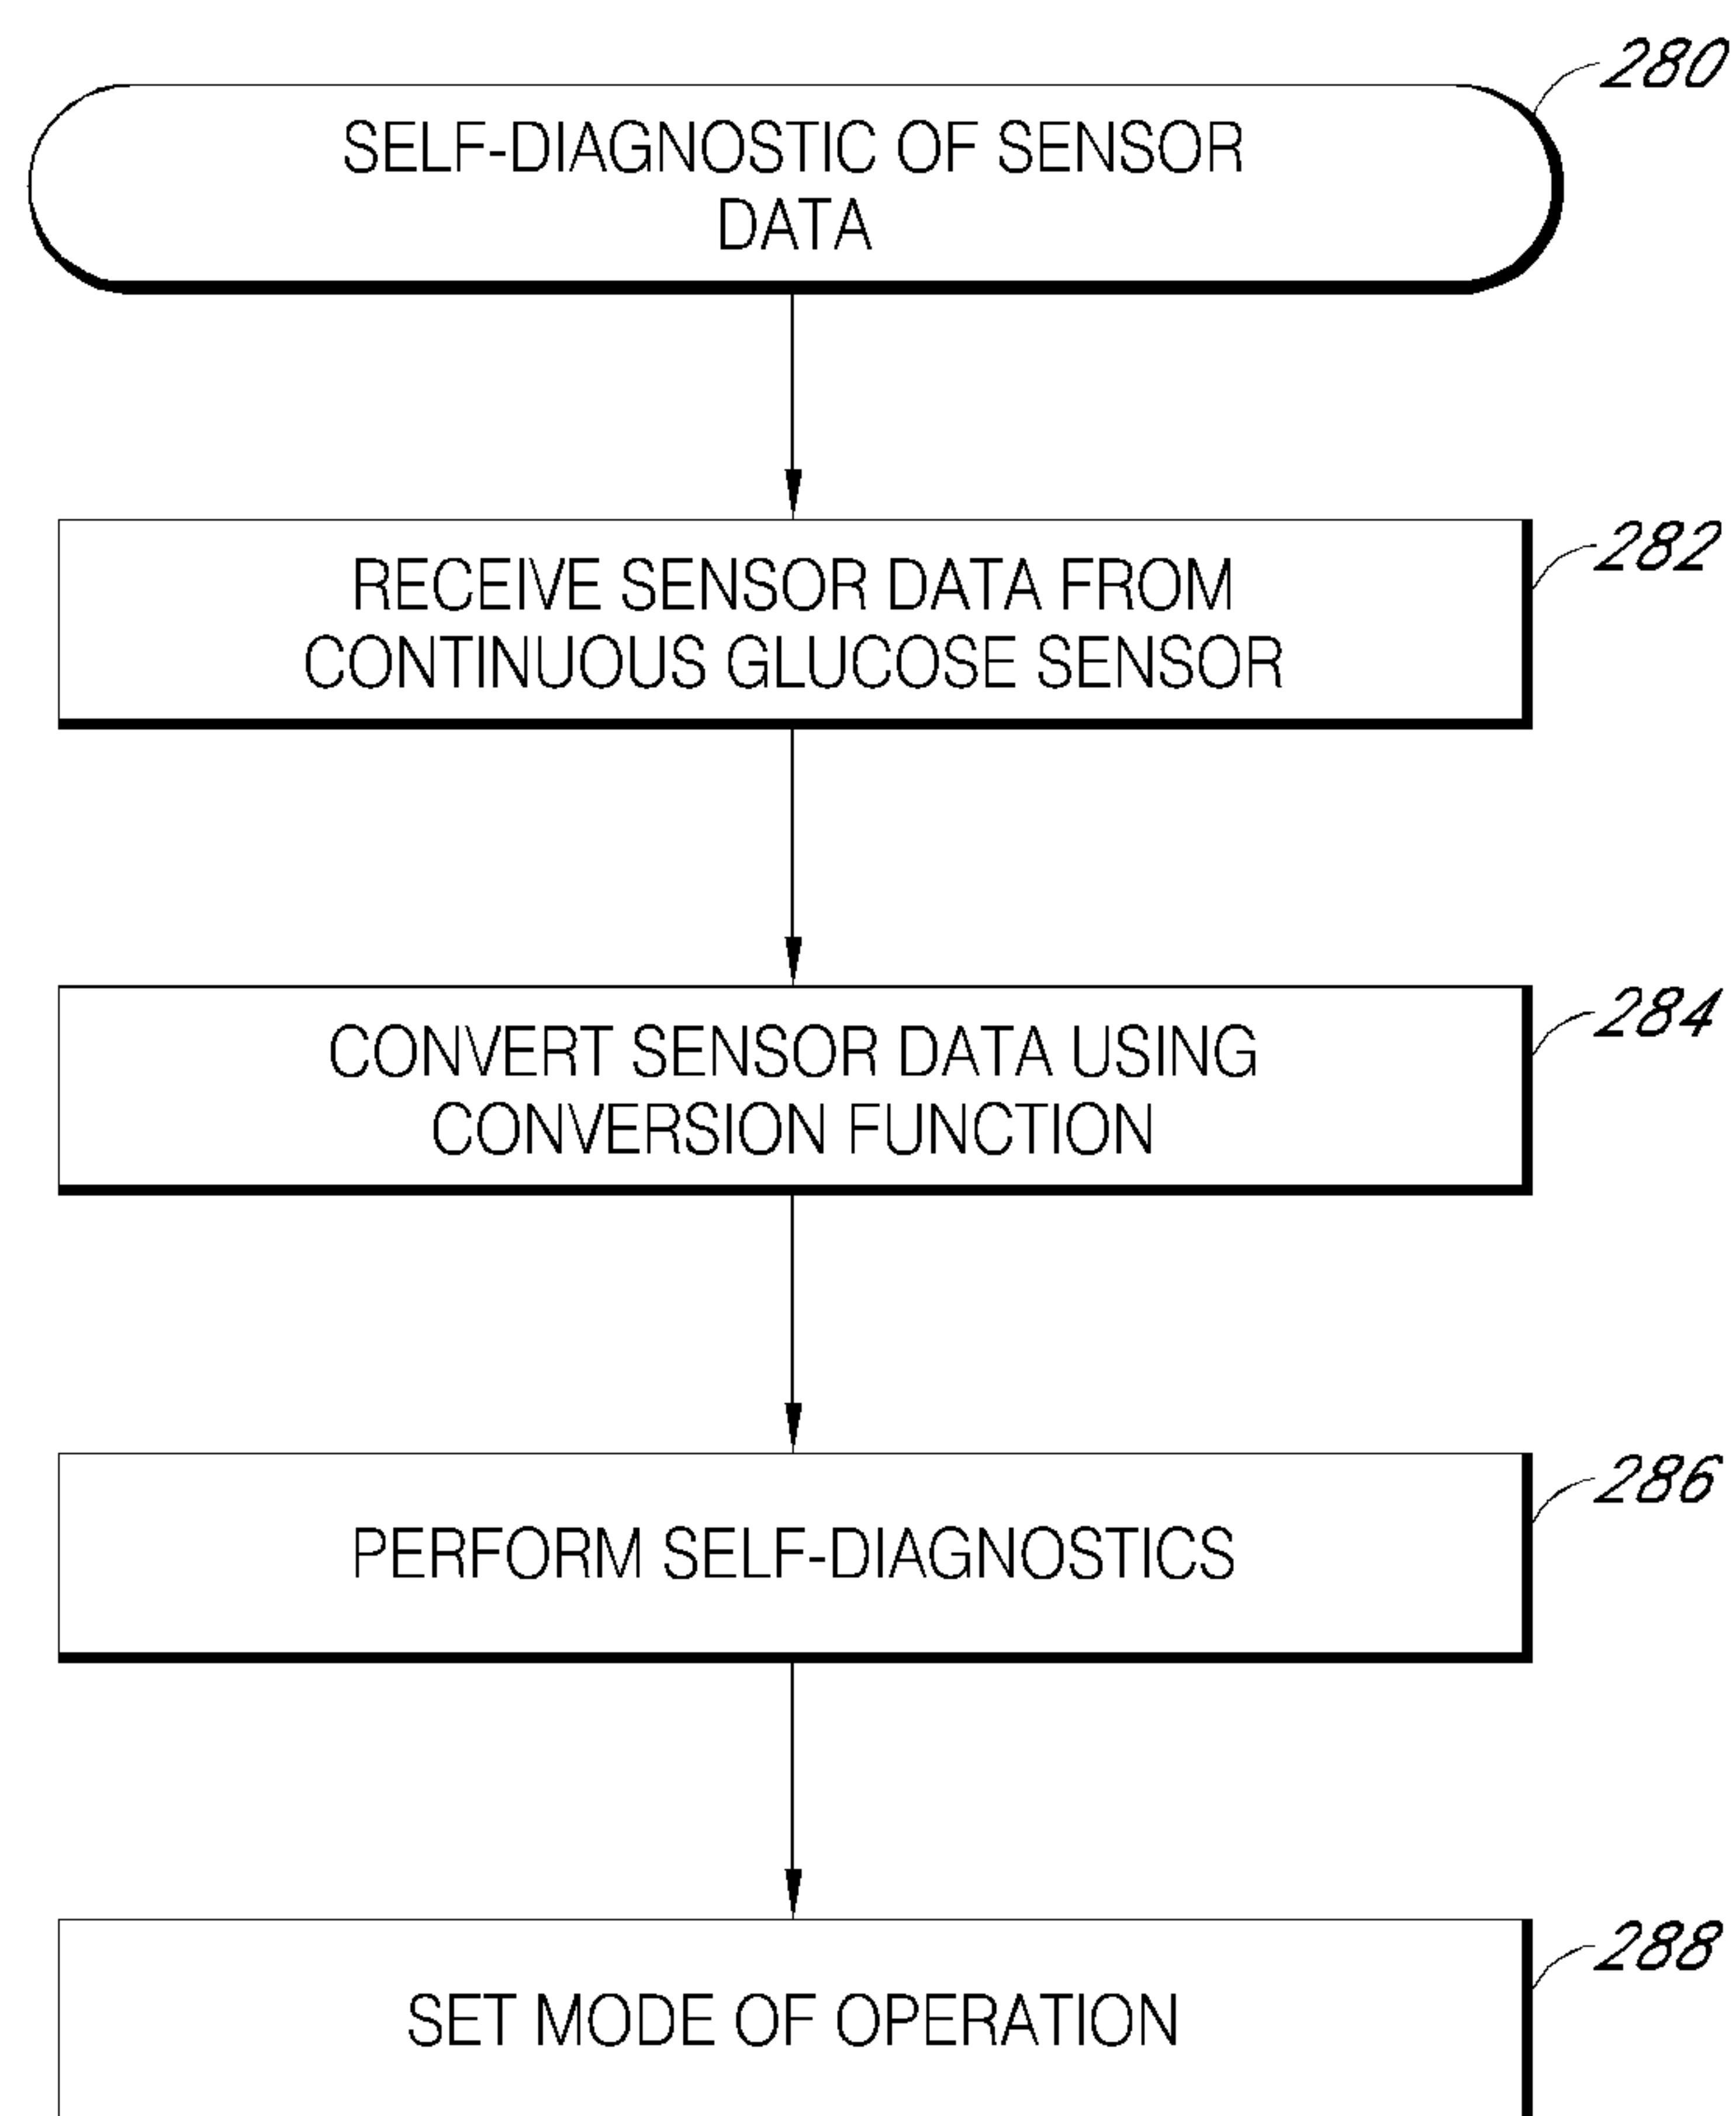 280
SELF-DIAGNOSTIC OF SENSOR
DATA
282
RECEIVE SENSOR DATA FROM
CONTINUOUS GLUCOSE SENSOR
284
CONVERT SENSOR DATA USING
CONVERSION FUNCTION
286
PERFORM SELF-DIAGNOSTICS
288
SET MODE OF OPERATION